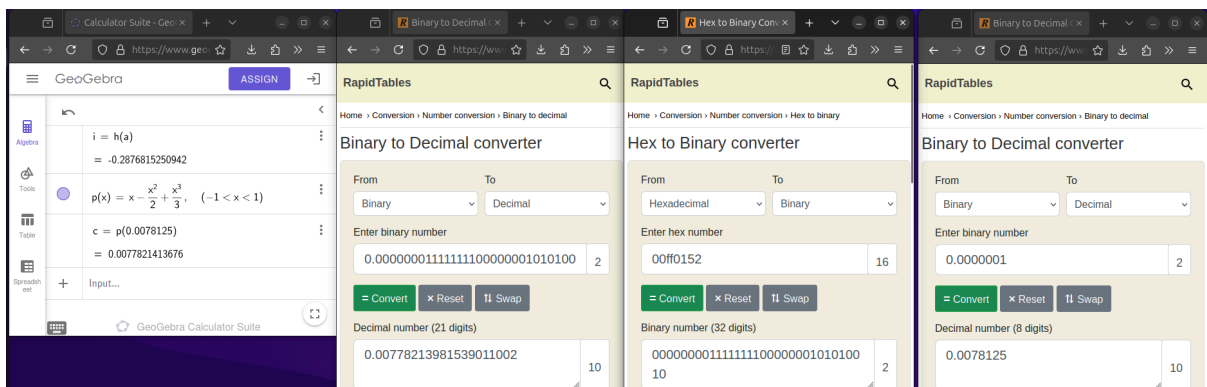 Calculator Suite - Geo
https://www.geo
GeoGebra
ASSIGN
Algebra
Tools
Table
Spreadsh
eet
i = h(a)
= -0.2876815250942
p(x) = x − x²/2 + x³/3, (−1 < x < 1)
c = p(0.0078125)
= 0.0077821413676
+ Input...
GeoGebra Calculator Suite
Binary to Decimal C
https://www
RapidTables
Home › Conversion › Number conversion › Binary to decimal
Binary to Decimal converter
From To
Binary Decimal
Enter binary number
0.000000011111111100000001010100 2
= Convert × Reset ⇅ Swap
Decimal number (21 digits)
0.00778213981539011002
10
Hex to Binary Conv
https://
RapidTables
Home › Conversion › Number conversion › Hex to binary
Hex to Binary converter
From To
Hexadecimal Binary
Enter hex number
00ff0152 16
= Convert × Reset ⇅ Swap
Binary number (32 digits)
000000001111111100000001010100
10
2
Binary to Decimal C
https://www
RapidTables
Home › Conversion › Number conversion › Binary to decimal
Binary to Decimal converter
From To
Binary Decimal
Enter binary number
0.0000001 2
= Convert × Reset ⇅ Swap
Decimal number (8 digits)
0.0078125
10